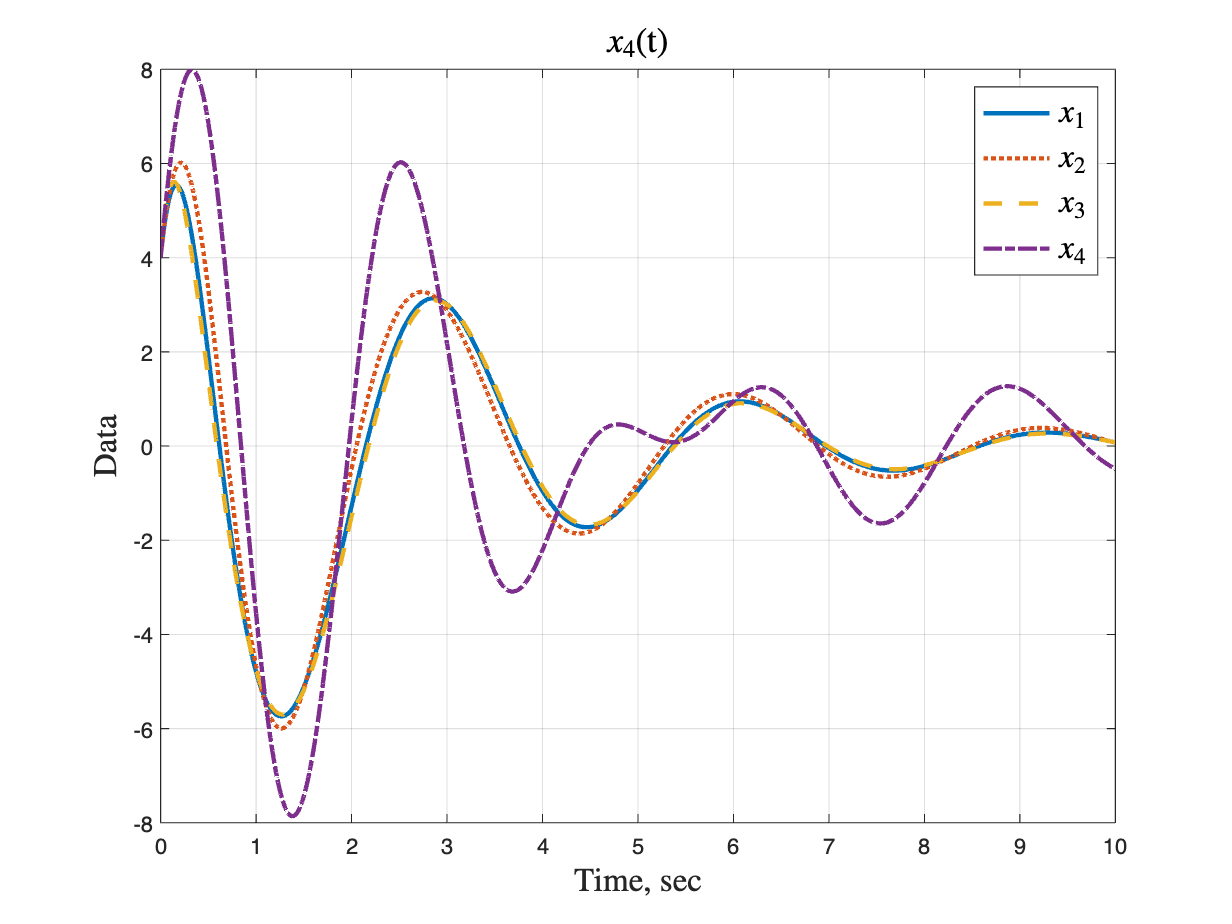 x₄(t)
8
6
4
2
0
-2
-4
-6
-8
Data
x₁
x₂
x₃
x₄
0 1 2 3 4 5 6 7 8 9 10
Time, sec